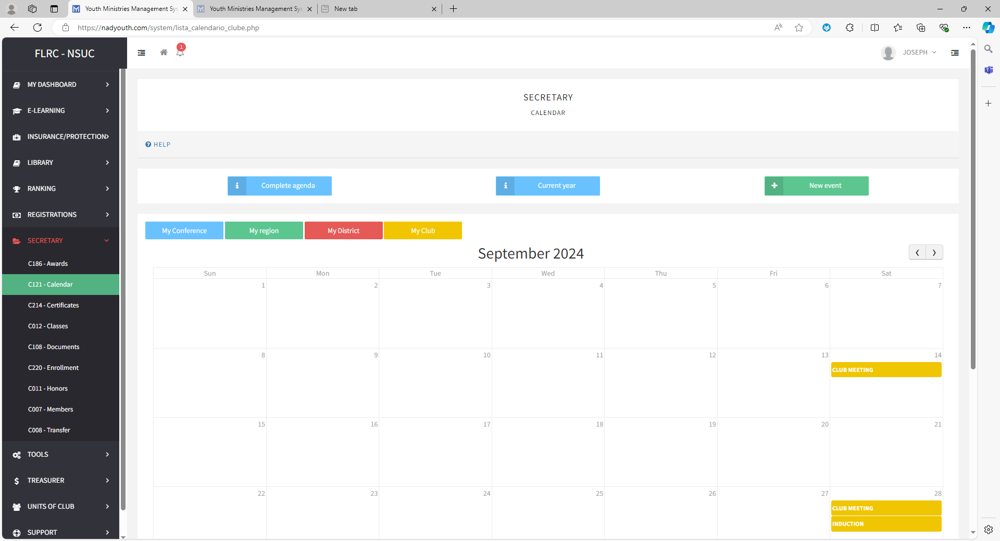 Youth Ministries Management Sys
Youth Ministries Management Sys
New tab
https://nadyouth.com/system/lista_calendario_clube.php
FLRC - NSUC
1
JOSEPH
MY DASHBOARD
E-LEARNING
INSURANCE/PROTECTION
LIBRARY
RANKING
REGISTRATIONS
SECRETARY
C186 - Awards
C121 - Calendar
C214 - Certificates
C012 - Classes
C108 - Documents
C220 - Enrollment
C011 - Honors
C007 - Members
C008 - Transfer
TOOLS
TREASURER
UNITS OF CLUB
SUPPORT
SECRETARY
CALENDAR
HELP
Complete agenda
Current year
New event
My Conference
My region
My District
My Club
September 2024
Sun Mon Tue Wed Thu Fri Sat
1 2 3 4 5 6 7
8 9 10 11 12 13 14
CLUB MEETING
15 16 17 18 19 20 21
22 23 24 25 26 27 28
CLUB MEETING
INDUCTION